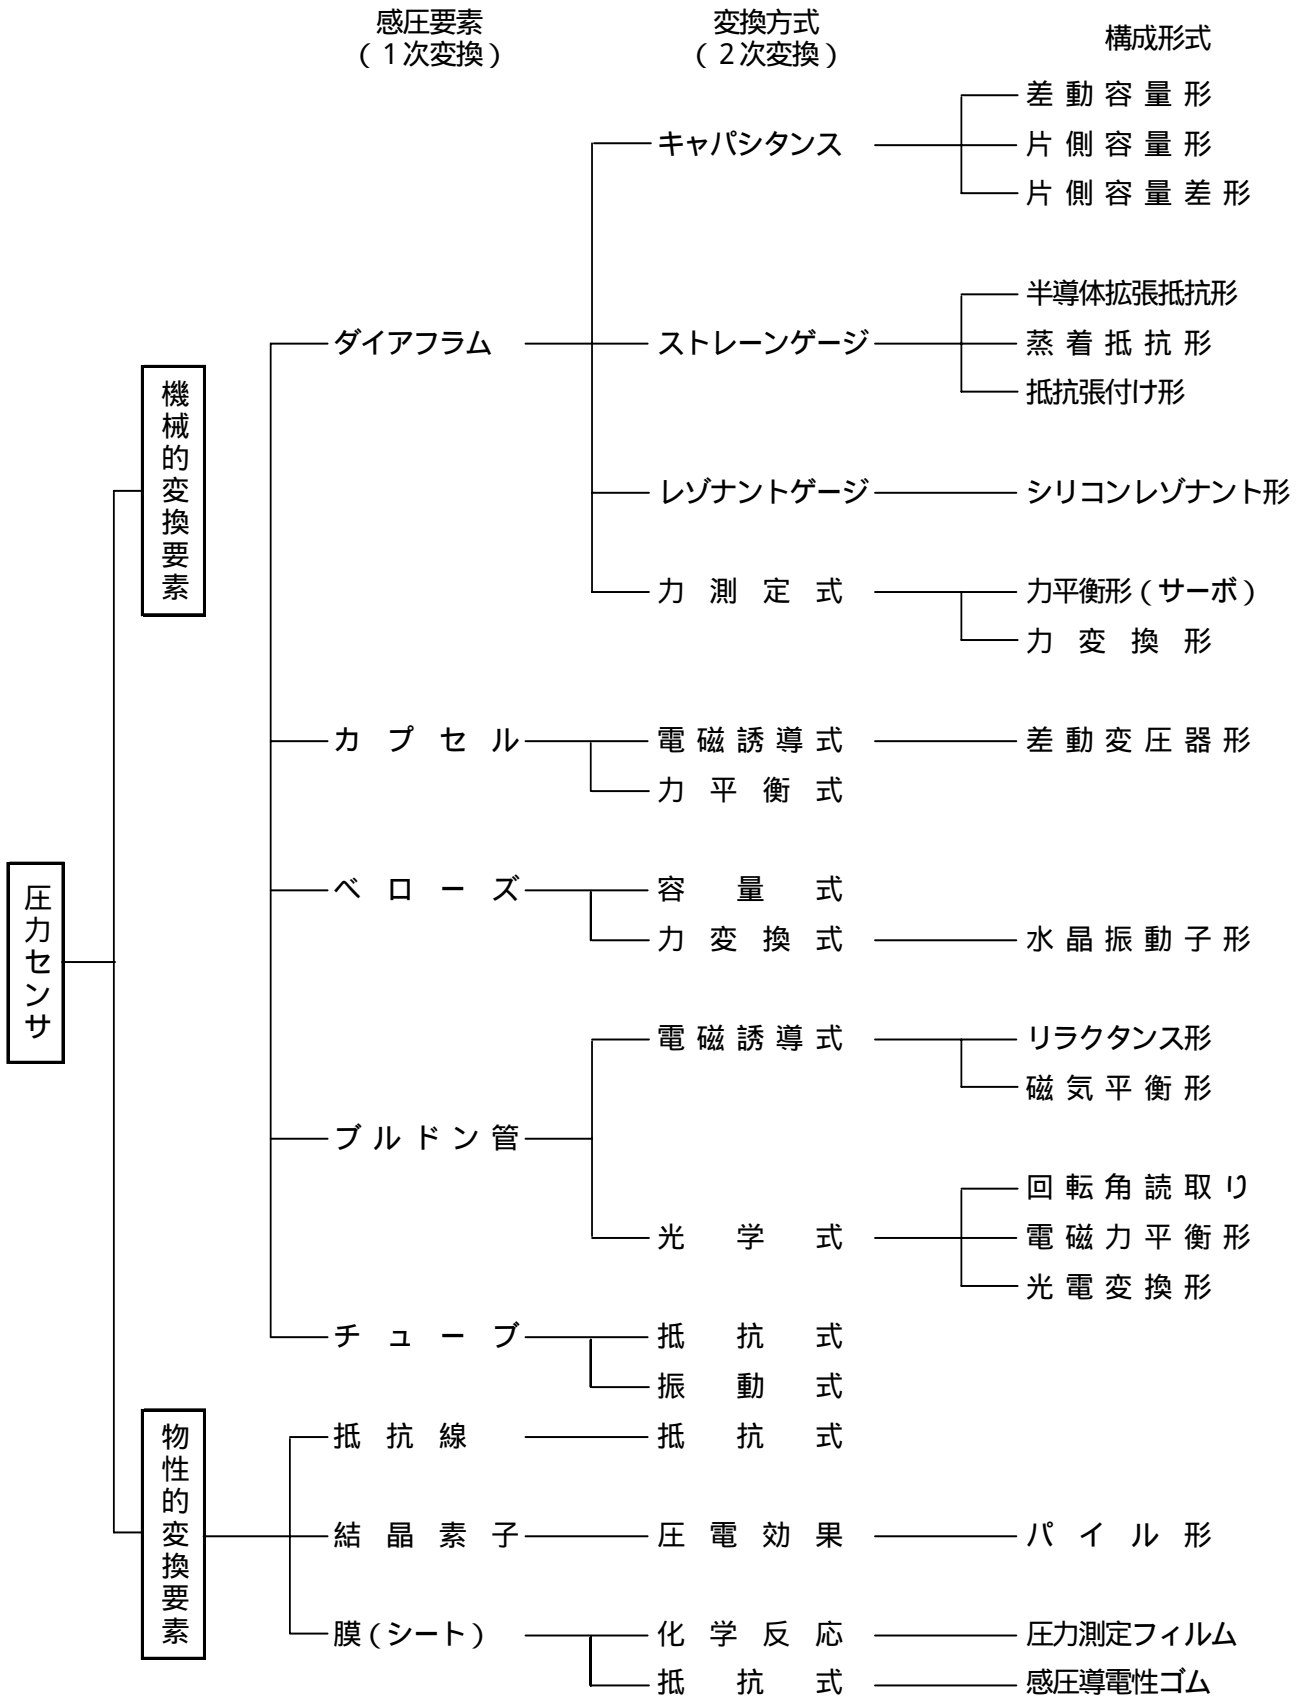 感圧要素
(1次変換)
変換方式
(2次変換)
構成形式
差動容量形
キャパシタンス
片側容量形
片側容量差形
半導体拡張抵抗形
ダイアフラム
ストレーンゲージ
蒸着抵抗形
抵抗張付け形
機械的変換要素
レゾナントゲージ
シリコンレゾナント形
力測定式
力平衡形(サーボ)
力変換形
カプセル
電磁誘導式
差動変圧器形
力平衡式
圧力センサ
ベローズ
容量式
力変換式
水晶振動子形
電磁誘導式
リラクタンス形
磁気平衡形
ブルドン管
回転角読取り
光学式
電磁力平衡形
光電変換形
チューブ
抵抗式
振動式
物性的変換要素
抵抗線
抵抗式
結晶素子
圧電効果
パイル形
膜(シート)
化学反応
圧力測定フィルム
抵抗式
感圧導電性ゴム